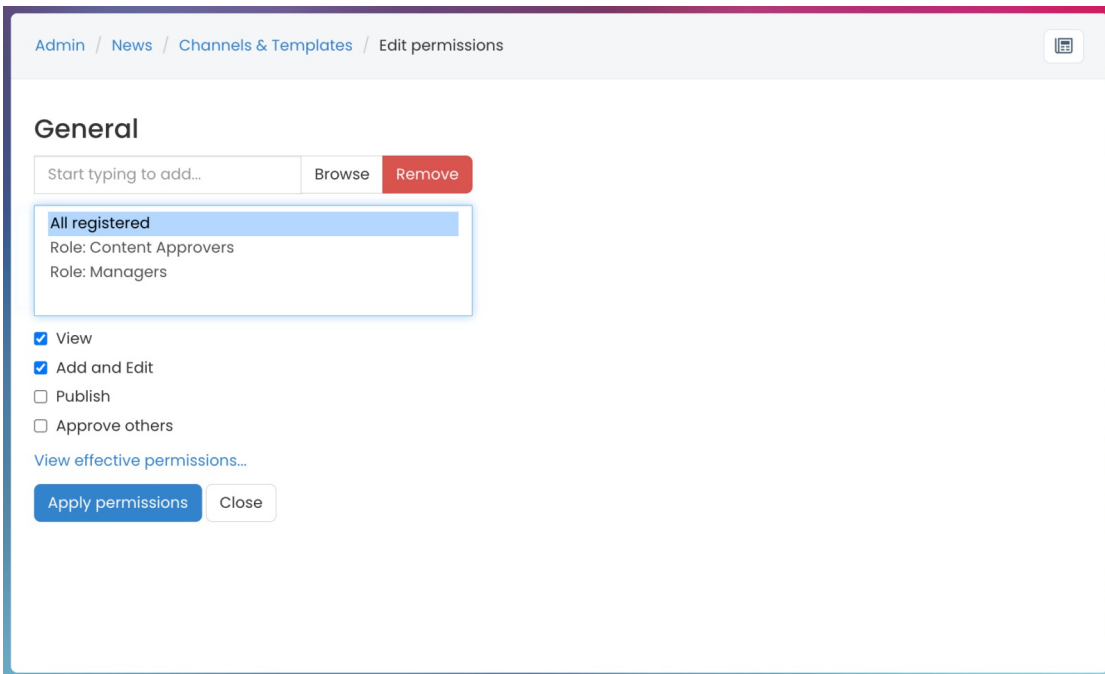 Admin / News / Channels & Templates / Edit permissions
General
Start typing to add... Browse Remove
All registered
Role: Content Approvers
Role: Managers
View
Add and Edit
Publish
Approve others
View effective permissions...
Apply permissions Close